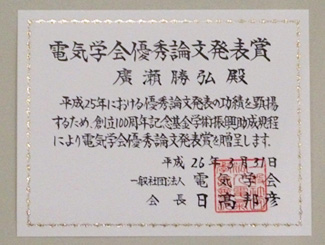 電気学会優秀論文発表賞
廣瀬勝弘 殿
平成25年における優秀論文発表の功績を顕揚
するため、創立100周年記念基金学術振興助成規程
により電気学会優秀論文発表賞を贈呈します。
平成 26年 3月31日
一般社団法人 電気学会
会長 日髙邦彦